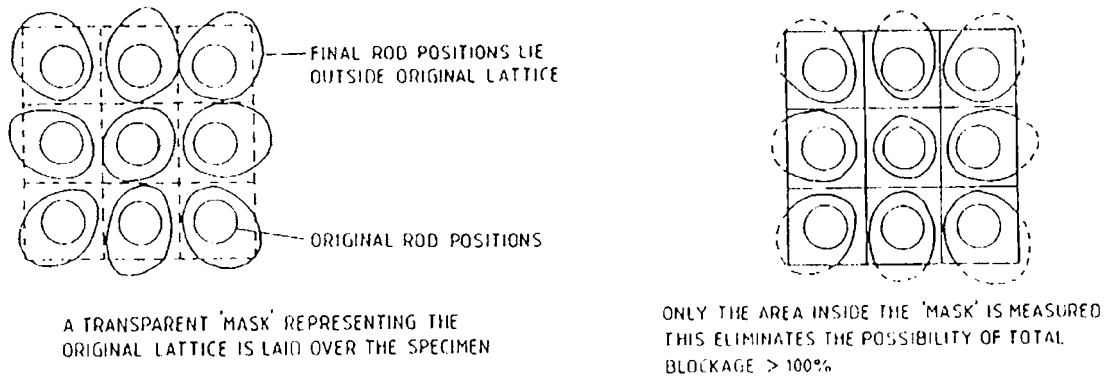 FINAL ROD POSITIONS LIE
OUTSIDE ORIGINAL LATTICE
ORIGINAL ROD POSITIONS
A TRANSPARENT 'MASK' REPRESENTING THE
ORIGINAL LATTICE IS LAID OVER THE SPECIMEN
ONLY THE AREA INSIDE THE 'MASK' IS MEASURED
THIS ELIMINATES THE POSSIBILITY OF TOTAL
BLOCKAGE > 100%